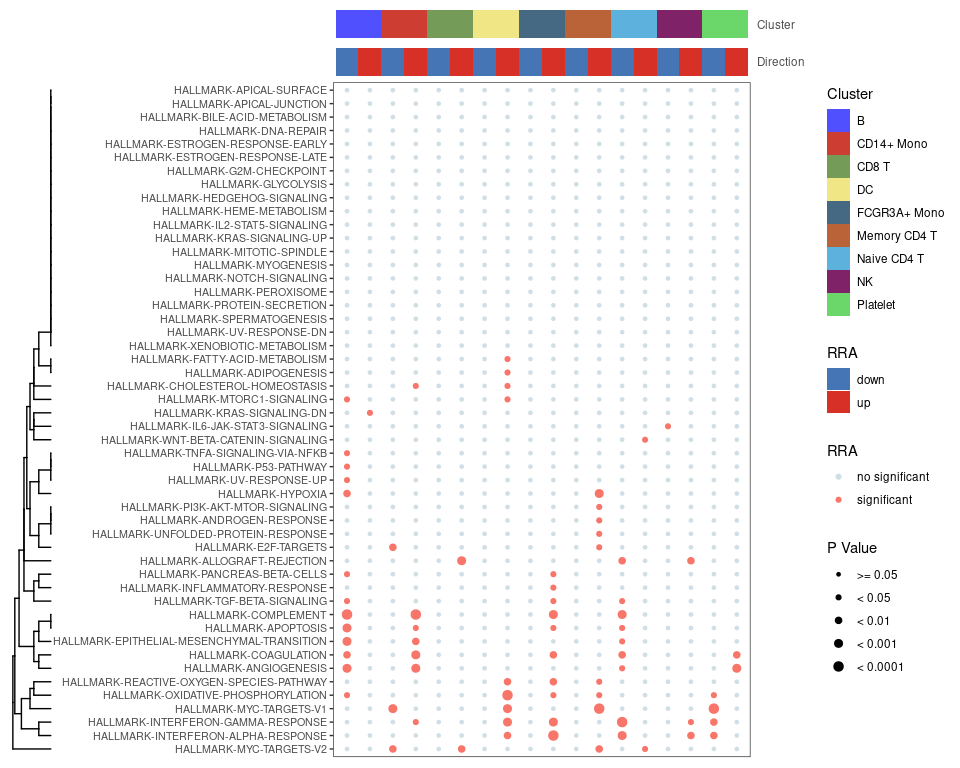 Cluster
Direction
HALLMARK-APICAL-SURFACE
HALLMARK-APICAL-JUNCTION
HALLMARK-BILE-ACID-METABOLISM
HALLMARK-DNA-REPAIR
HALLMARK-ESTROGEN-RESPONSE-EARLY
HALLMARK-ESTROGEN-RESPONSE-LATE
HALLMARK-G2M-CHECKPOINT
HALLMARK-GLYCOLYSIS
HALLMARK-HEDGEHOG-SIGNALING
HALLMARK-HEME-METABOLISM
HALLMARK-IL2-STAT5-SIGNALING
HALLMARK-KRAS-SIGNALING-UP
HALLMARK-MITOTIC-SPINDLE
HALLMARK-MYOGENESIS
HALLMARK-NOTCH-SIGNALING
HALLMARK-PEROXISOME
HALLMARK-PROTEIN-SECRETION
HALLMARK-SPERMATOGENESIS
HALLMARK-UV-RESPONSE-DN
HALLMARK-XENOBIOTIC-METABOLISM
HALLMARK-FATTY-ACID-METABOLISM
HALLMARK-ADIPOGENESIS
HALLMARK-CHOLESTEROL-HOMEOSTASIS
HALLMARK-MTORC1-SIGNALING
HALLMARK-KRAS-SIGNALING-DN
HALLMARK-IL6-JAK-STAT3-SIGNALING
HALLMARK-WNT-BETA-CATENIN-SIGNALING
HALLMARK-TNFA-SIGNALING-VIA-NFKB
HALLMARK-P53-PATHWAY
HALLMARK-UV-RESPONSE-UP
HALLMARK-HYPOXIA
HALLMARK-PI3K-AKT-MTOR-SIGNALING
HALLMARK-ANDROGEN-RESPONSE
HALLMARK-UNFOLDED-PROTEIN-RESPONSE
HALLMARK-E2F-TARGETS
HALLMARK-ALLOGRAFT-REJECTION
HALLMARK-PANCREAS-BETA-CELLS
HALLMARK-INFLAMMATORY-RESPONSE
HALLMARK-TGF-BETA-SIGNALING
HALLMARK-COMPLEMENT
HALLMARK-APOPTOSIS
HALLMARK-EPITHELIAL-MESENCHYMAL-TRANSITION
HALLMARK-COAGULATION
HALLMARK-ANGIOGENESIS
HALLMARK-REACTIVE-OXYGEN-SPECIES-PATHWAY
HALLMARK-OXIDATIVE-PHOSPHORYLATION
HALLMARK-MYC-TARGETS-V1
HALLMARK-INTERFERON-GAMMA-RESPONSE
HALLMARK-INTERFERON-ALPHA-RESPONSE
HALLMARK-MYC-TARGETS-V2
Cluster
B
CD14+ Mono
CD8 T
DC
FCGR3A+ Mono
Memory CD4 T
Naive CD4 T
NK
Platelet
RRA
down
up
RRA
no significant
significant
P Value
>= 0.05
< 0.05
< 0.01
< 0.001
< 0.0001